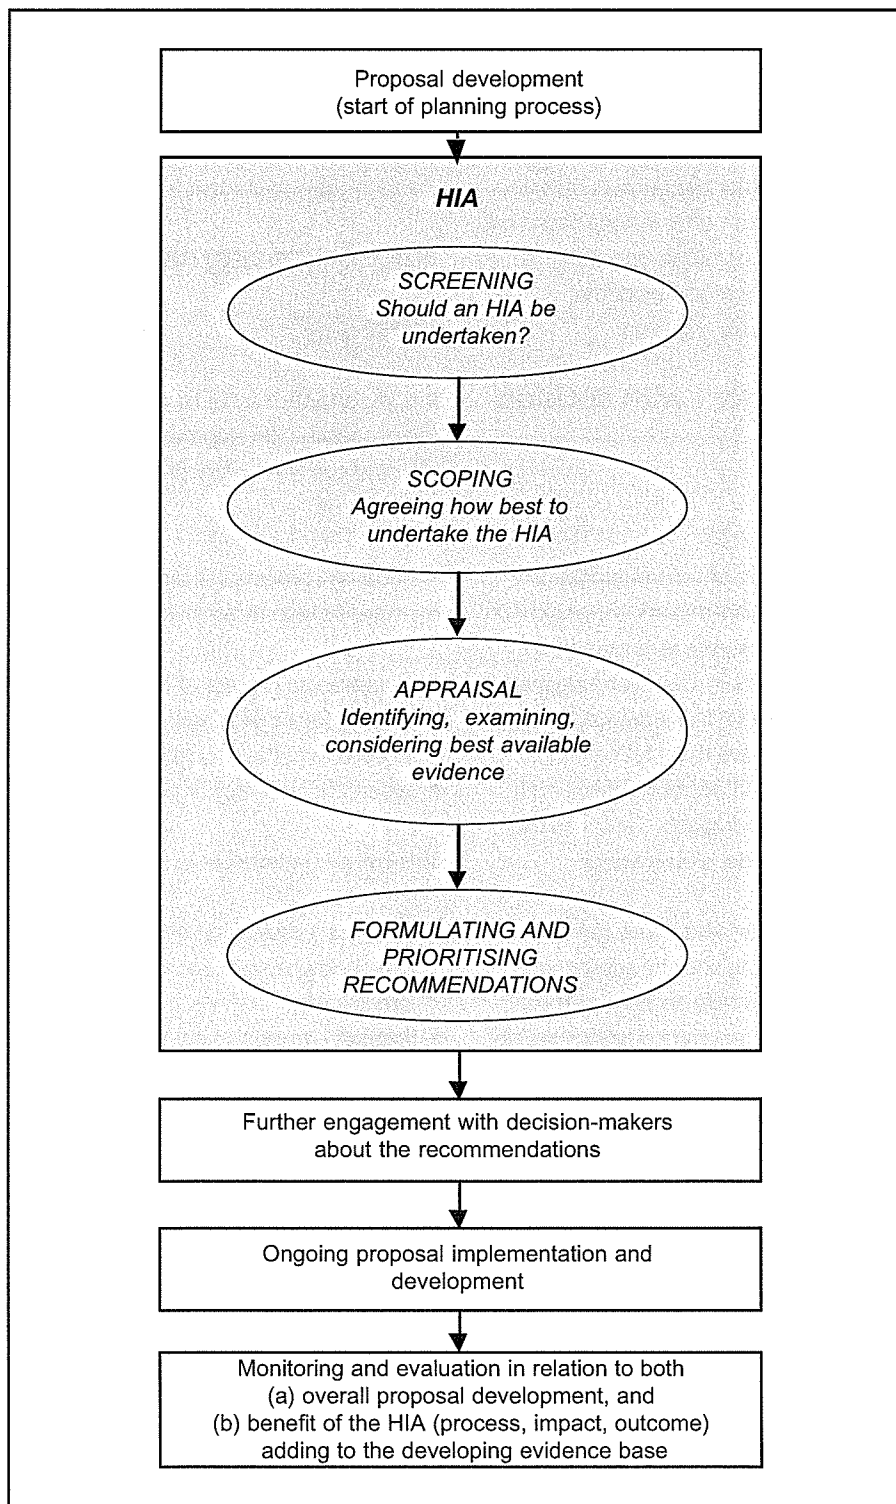 Proposal development
(start of planning process)
HIA
SCREENING
Should an HIA be
undertaken?
SCOPING
Agreeing how best to
undertake the HIA
APPRAISAL
Identifying, examining,
considering best available
evidence
FORMULATING AND
PRIORITISING
RECOMMENDATIONS
Further engagement with decision-makers
about the recommendations
Ongoing proposal implementation and
development
Monitoring and evaluation in relation to both
(a) overall proposal development, and
(b) benefit of the HIA (process, impact, outcome)
adding to the developing evidence base